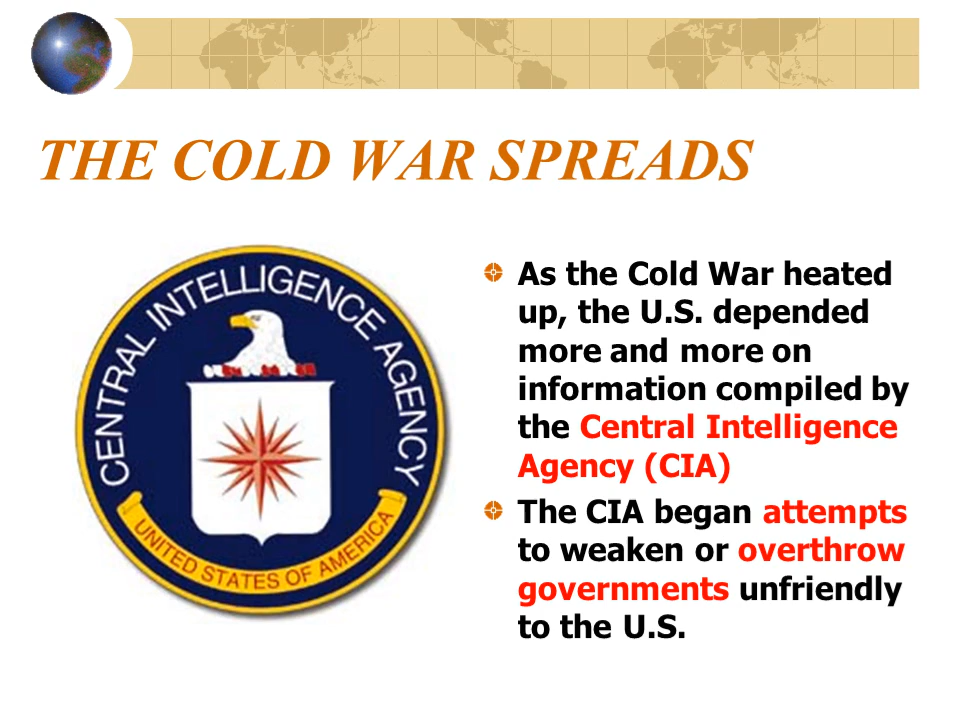 THE COLD WAR SPREADS
CENTRAL INTELLIGENCE AGENCY
UNITED STATES OF AMERICA
As the Cold War heated
up, the U.S. depended
more and more on
information compiled by
the Central Intelligence
Agency (CIA)
The CIA began attempts
to weaken or overthrow
governments unfriendly
to the U.S.